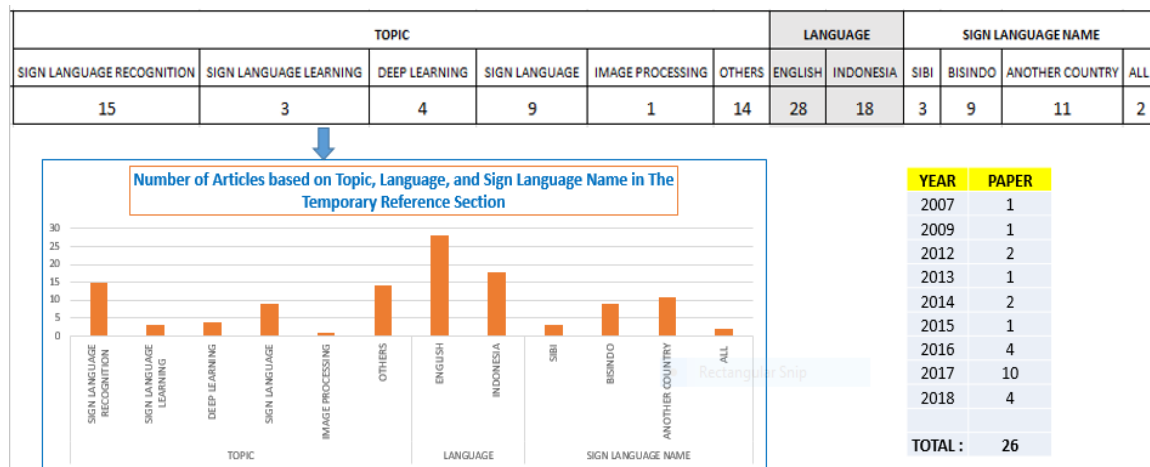 TOPIC LANGUAGE SIGN LANGUAGE NAME
SIGN LANGUAGE RECOGNITION SIGN LANGUAGE LEARNING DEEP LEARNING SIGN LANGUAGE IMAGE PROCESSING OTHERS ENGLISH INDONESIA SIBI BISINDO ANOTHER COUNTRY ALL
15 3 4 9 1 14 28 18 3 9 11 2
Number of Articles based on Topic, Language, and Sign Language Name in The
Temporary Reference Section
30
25
20
15
10
5
0
SIGN LANGUAGE
RECOGNITION
SIGN LANGUAGE
LEARNING
DEEP LEARNING
SIGN LANGUAGE
IMAGE PROCESSING
OTHERS
ENGLISH
INDONESIA
SIBI
BISINDO
ANOTHER COUNTRY
ALL
TOPIC LANGUAGE SIGN LANGUAGE NAME
Rectangular Snip
YEAR PAPER
2007 1
2009 1
2012 2
2013 1
2014 2
2015 1
2016 4
2017 10
2018 4
TOTAL : 26